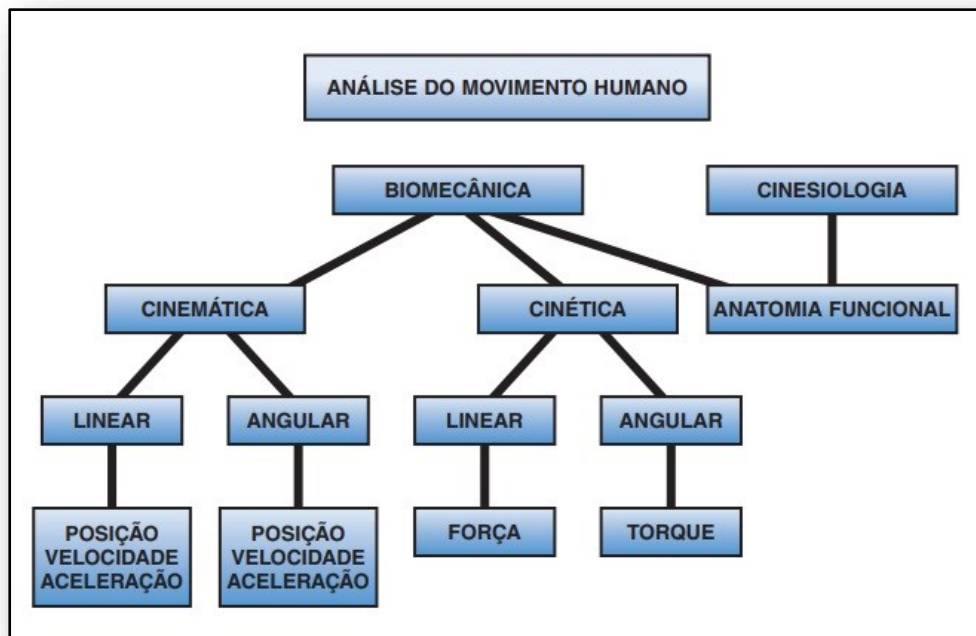 ANÁLISE DO MOVIMENTO HUMANO
BIOMECÂNICA
CINESIOLOGIA
CINEMÁTICA
CINÉTICA
ANATOMIA FUNCIONAL
LINEAR
ANGULAR
LINEAR
ANGULAR
POSIÇÃO
VELOCIDADE
ACELERAÇÃO
POSIÇÃO
VELOCIDADE
ACELERAÇÃO
FORÇA
TORQUE